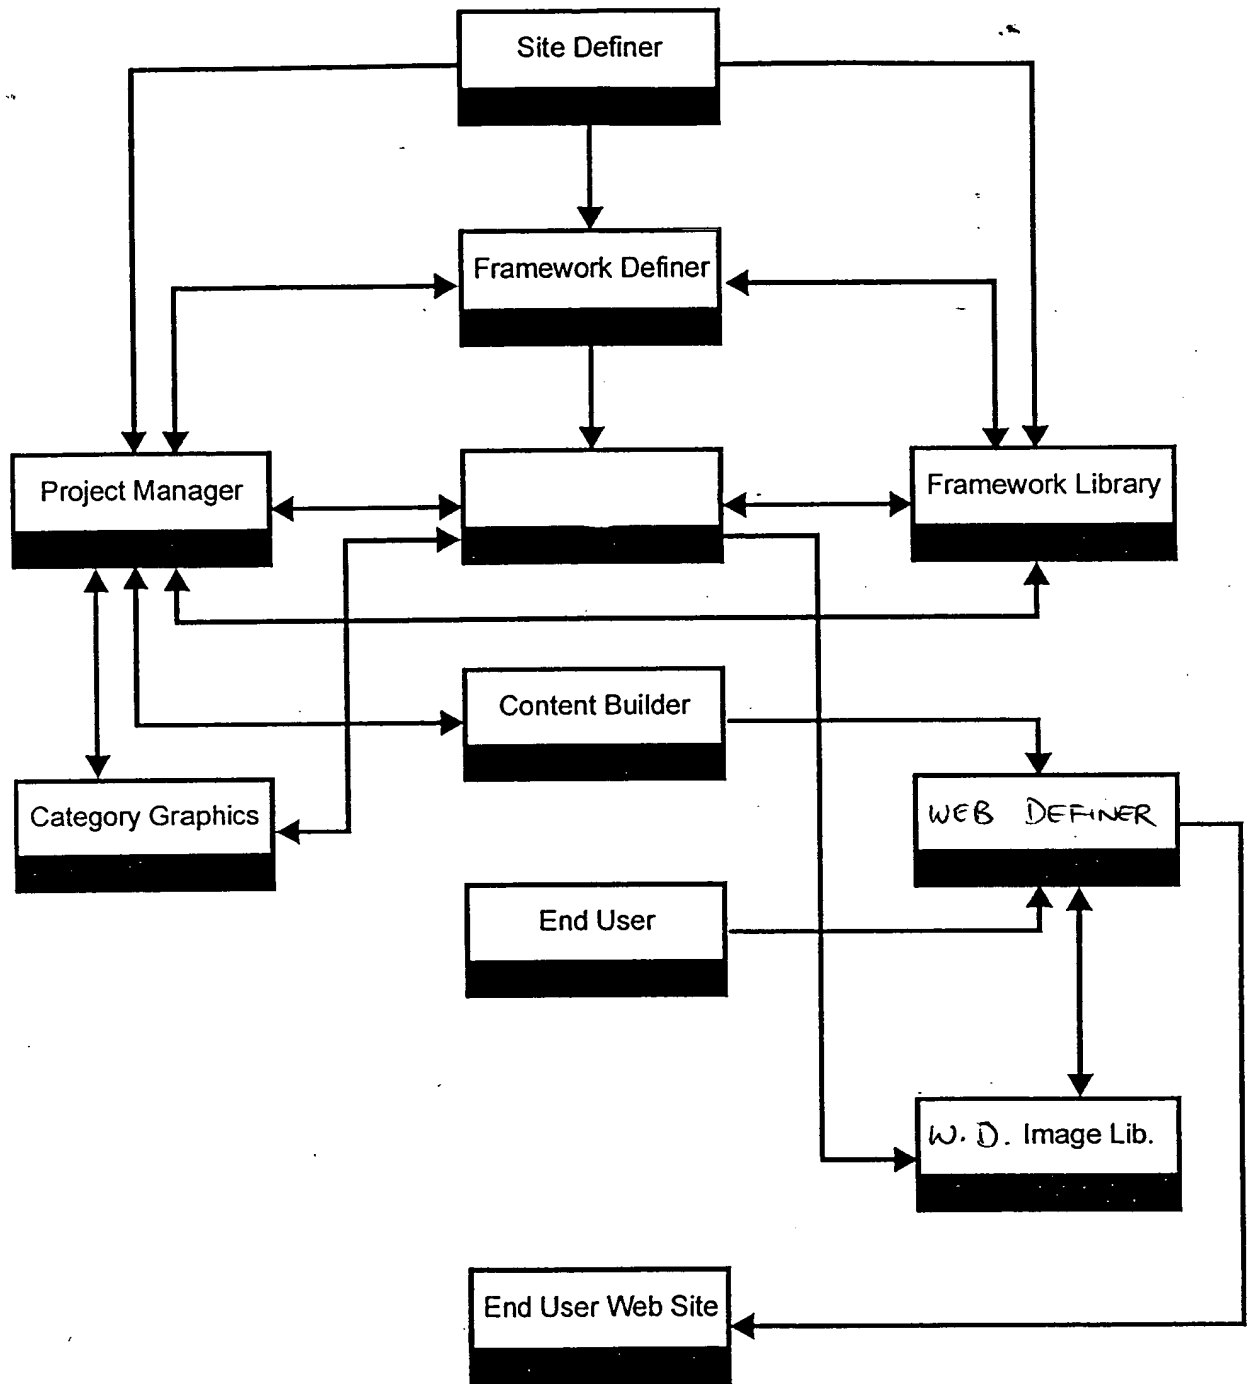 Site Definer
Framework Definer
Project Manager
Framework Library
Content Builder
Category Graphics
WEB DEFINER
End User
W.D. Image Lib.
End User Web Site